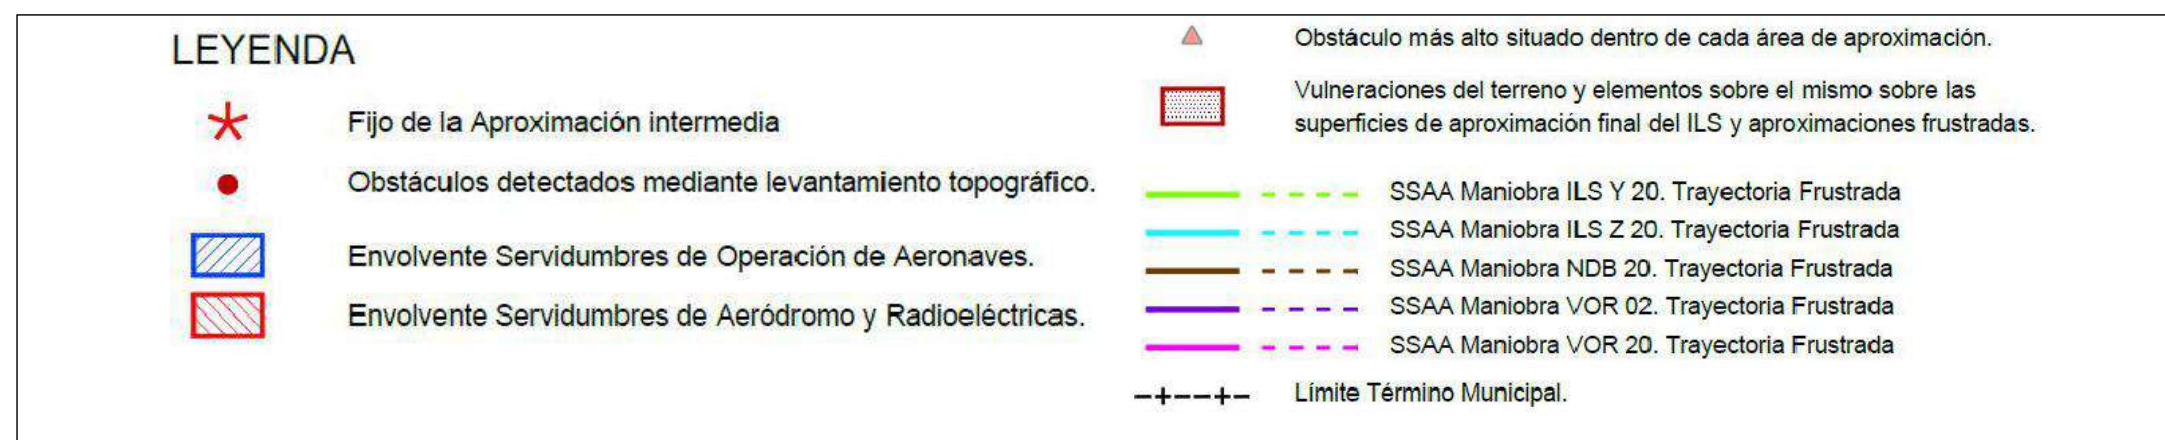 LEYENDA
Fijo de la Aproximación intermedia
Obstáculos detectados mediante levantamiento topográfico.
Envolvente Servidumbres de Operación de Aeronaves.
Envolvente Servidumbres de Aeródromo y Radioeléctricas.
Obstáculo más alto situado dentro de cada área de aproximación.
Vulneraciones del terreno y elementos sobre el mismo sobre las
superficies de aproximación final del ILS y aproximaciones frustradas.
SSAA Maniobra ILS Y 20. Trayectoria Frustrada
SSAA Maniobra ILS Z 20. Trayectoria Frustrada
SSAA Maniobra NDB 20. Trayectoria Frustrada
SSAA Maniobra VOR 02. Trayectoria Frustrada
SSAA Maniobra VOR 20. Trayectoria Frustrada
Límite Término Municipal.